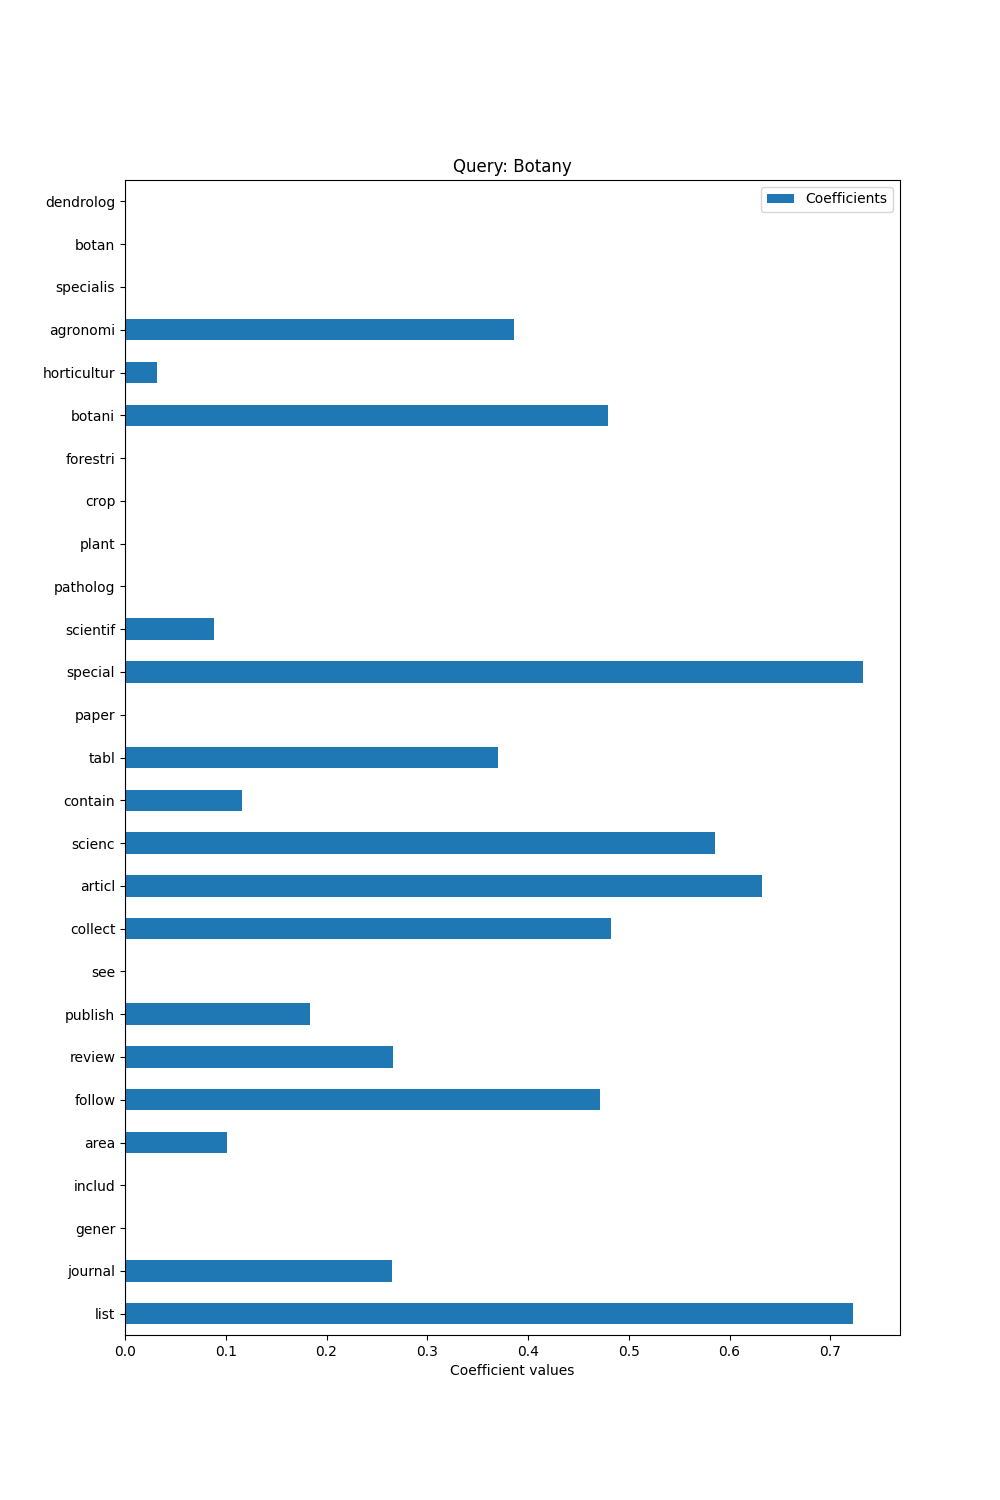 Query: Botany
Coefficients
dendrolog
botan
specialis
agronomi
horticultur
botani
forestri
crop
plant
patholog
scientif
special
paper
tabl
contain
scienc
articl
collect
see
publish
review
follow
area
includ
gener
journal
list
0.0 0.1 0.2 0.3 0.4 0.5 0.6 0.7
Coefficient values